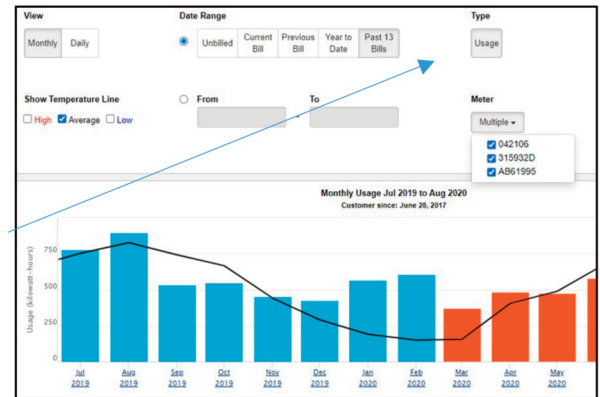 View
Date Range
Type
Monthly Daily
Unbilled Current Bill Previous Bill Year to Date Past 13 Bills
Usage
Show Temperature Line
From To
Meter
High Average Low
-
Multiple
042106
315932D
AB61995
Monthly Usage Jul 2019 to Aug 2020
Customer since: June 28, 2017
Usage (kilowatt-hours)
750
500
250
0
Jul 2019
Aug 2019
Sep 2019
Oct 2019
Nov 2019
Dec 2019
Jan 2020
Feb 2020
Mar 2020
Apr 2020
May 2020